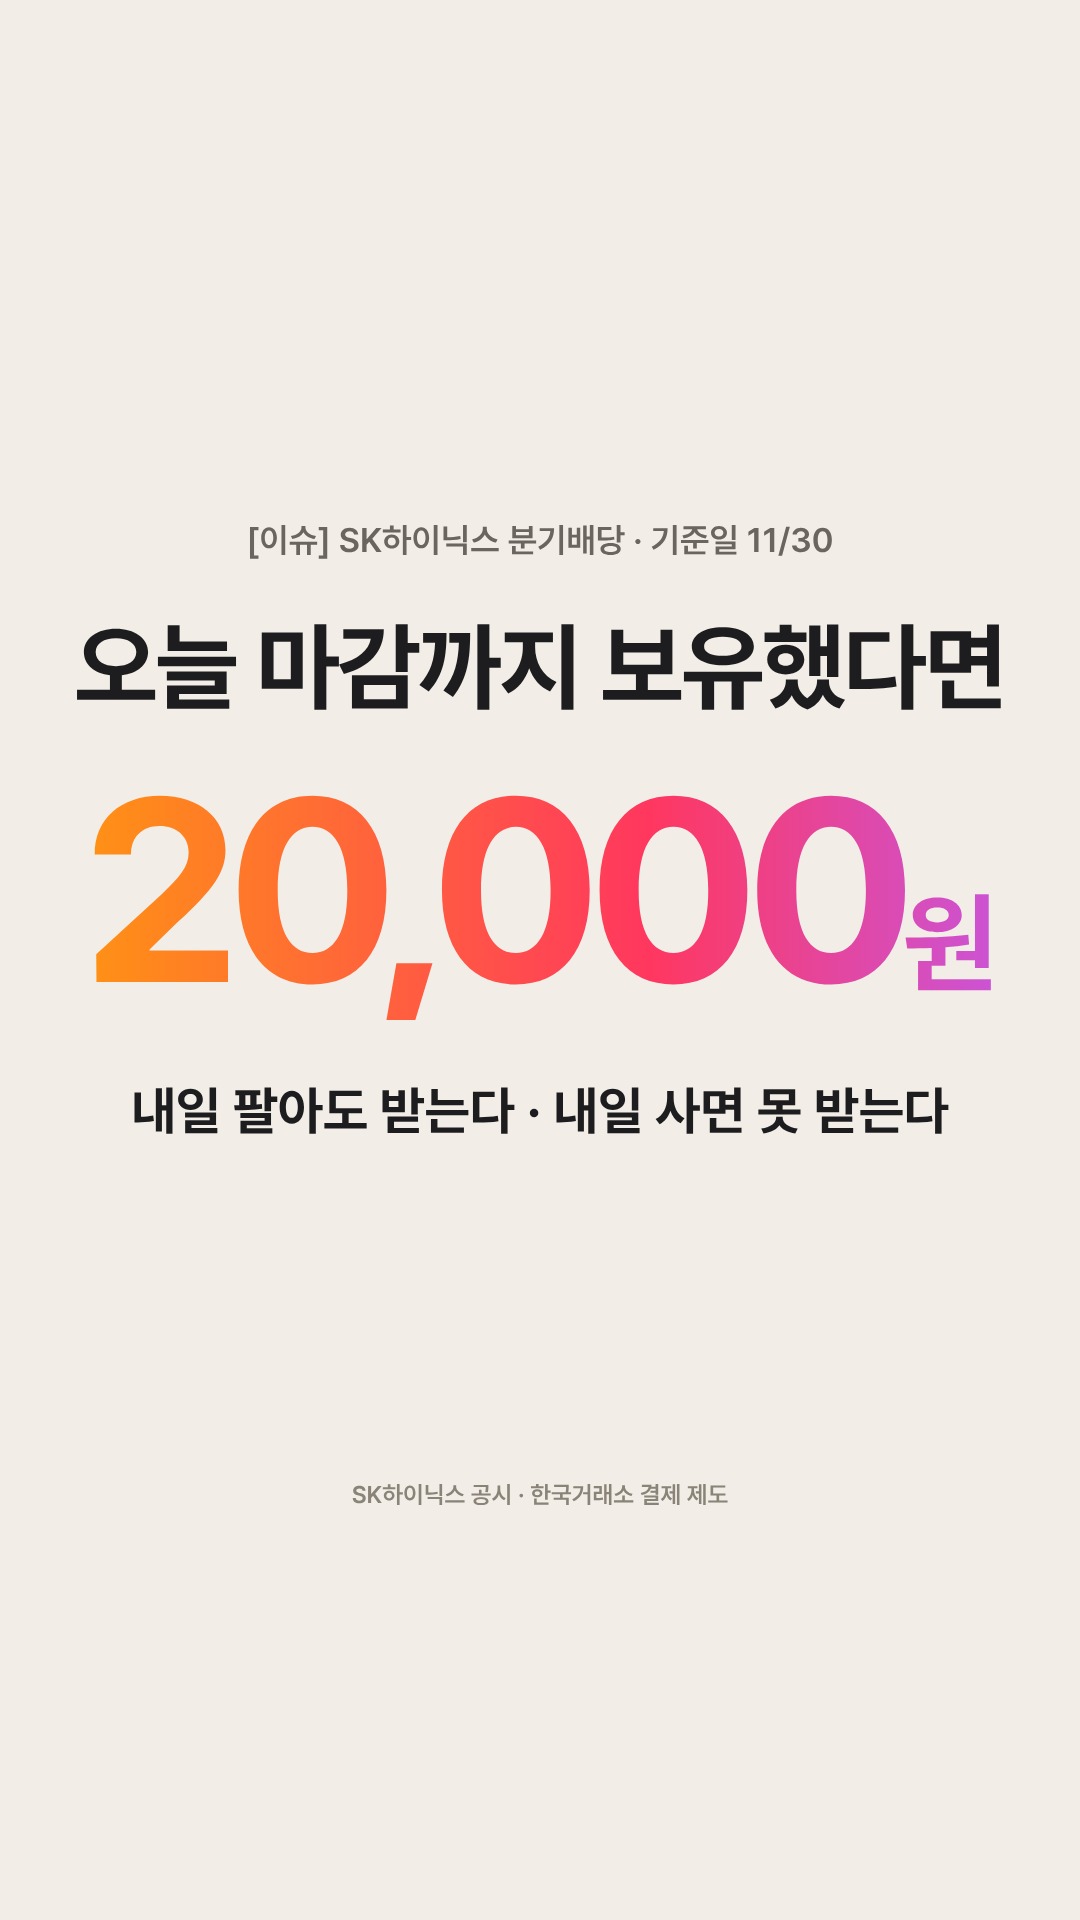 [이슈] SK하이닉스 분기배당 · 기준일 11/30
오늘 마감까지 보유했다면
20,000원
내일 팔아도 받는다 · 내일 사면 못 받는다
SK하이닉스 공시 · 한국거래소 결제 제도